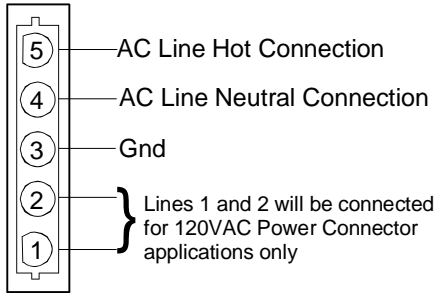 5 AC Line Hot Connection
4 AC Line Neutral Connection
3 Gnd
2
1
Lines 1 and 2 will be connected
for 120VAC Power Connector
applications only